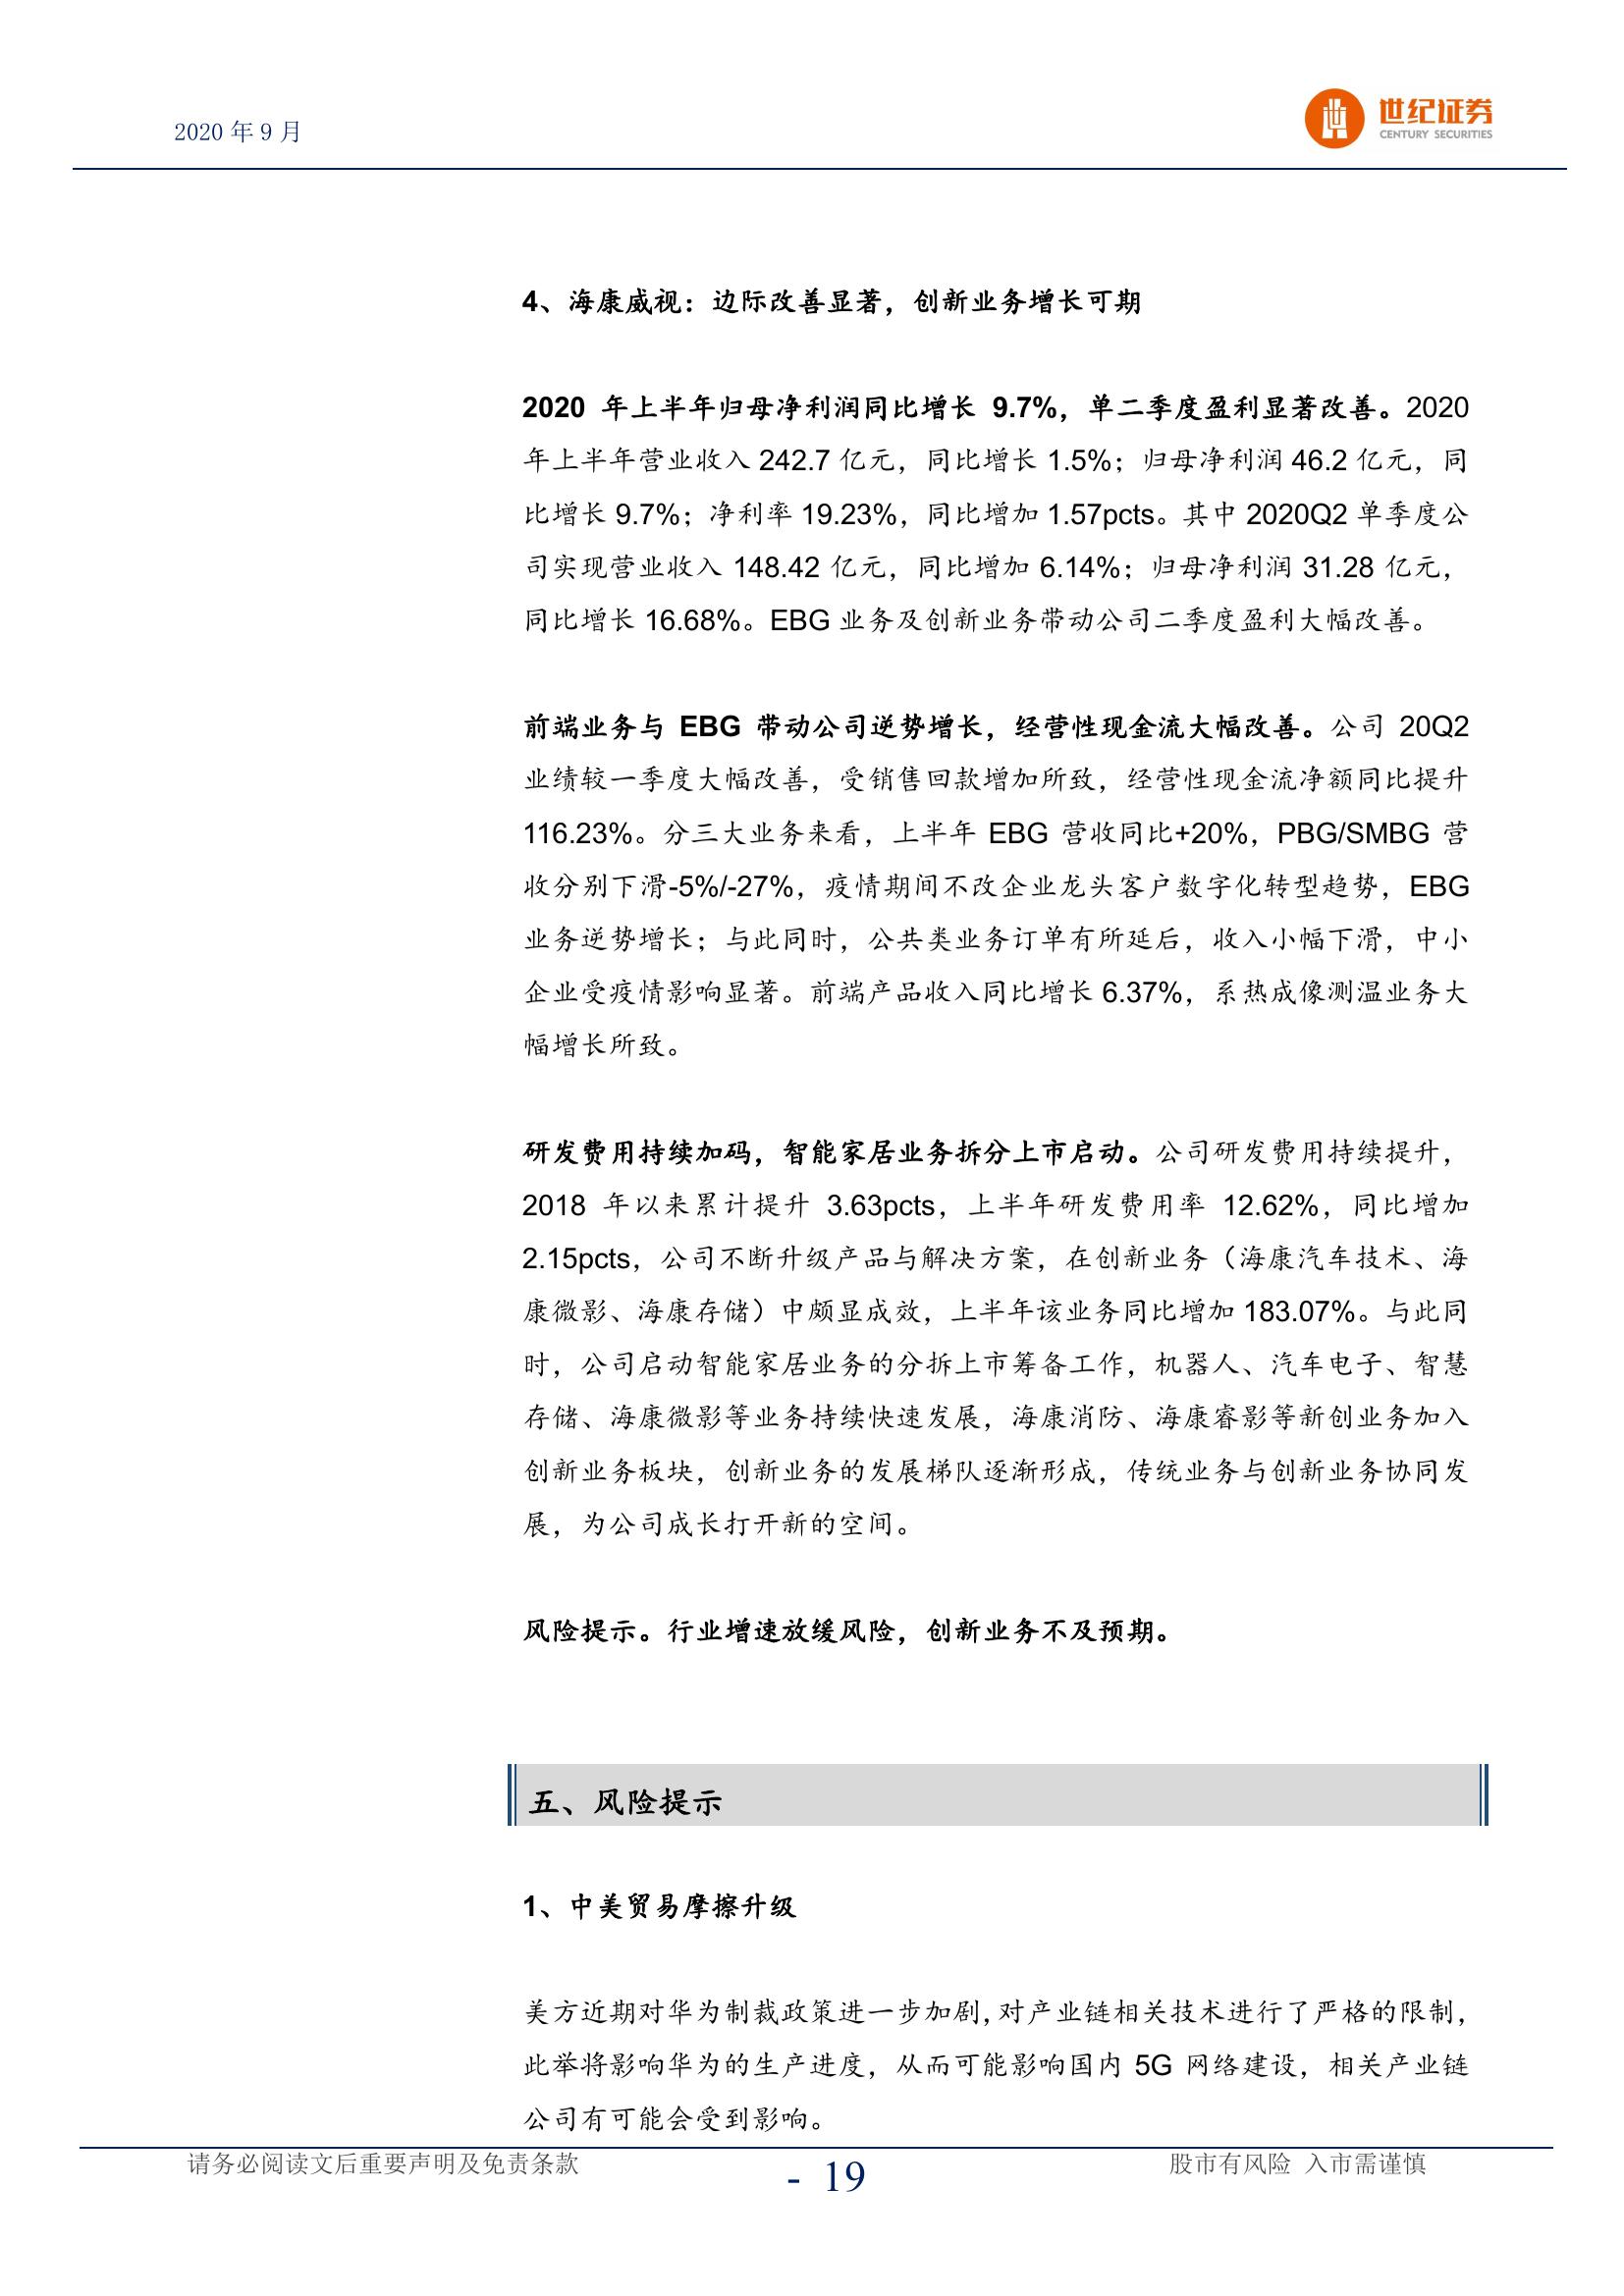 2020 年 9 月
世纪证券
CENTURY SECURITIES
4、海康威视：边际改善显著，创新业务增长可期
2020 年上半年归母净利润同比增长 9.7%，单二季度盈利显著改善。2020
年上半年营业收入 242.7 亿元，同比增长 1.5%；归母净利润 46.2 亿元，同
比增长 9.7%；净利率 19.23%，同比增加 1.57pcts。其中 2020Q2 单季度公
司实现营业收入 148.42 亿元，同比增加 6.14%；归母净利润 31.28 亿元，
同比增长 16.68%。EBG 业务及创新业务带动公司二季度盈利大幅改善。
前端业务与 EBG 带动公司逆势增长，经营性现金流大幅改善。公司 20Q2
业绩较一季度大幅改善，受销售回款增加所致，经营性现金流净额同比提升
116.23%。分三大业务来看，上半年 EBG 营收同比+20%，PBG/SMBG 营
收分别下滑-5%/-27%，疫情期间不改企业龙头客户数字化转型趋势，EBG
业务逆势增长；与此同时，公共类业务订单有所延后，收入小幅下滑，中小
企业受疫情影响显著。前端产品收入同比增长 6.37%，系热成像测温业务大
幅增长所致。
研发费用持续加码，智能家居业务拆分上市启动。公司研发费用持续提升，
2018 年以来累计提升 3.63pcts，上半年研发费用率 12.62%，同比增加
2.15pcts，公司不断升级产品与解决方案，在创新业务（海康汽车技术、海
康微影、海康存储）中颇显成效，上半年该业务同比增加 183.07%。与此同
时，公司启动智能家居业务的分拆上市筹备工作，机器人、汽车电子、智慧
存储、海康微影等业务持续快速发展，海康消防、海康睿影等新创业务加入
创新业务板块，创新业务的发展梯队逐渐形成，传统业务与创新业务协同发
展，为公司成长打开新的空间。
风险提示。行业增速放缓风险，创新业务不及预期。
五、风险提示
1、中美贸易摩擦升级
美方近期对华为制裁政策进一步加剧，对产业链相关技术进行了严格的限制，
此举将影响华为的生产进度，从而可能影响国内 5G 网络建设，相关产业链
公司有可能会受到影响。
请务必阅读文后重要声明及免责条款
- 19
股市有风险 入市需谨慎